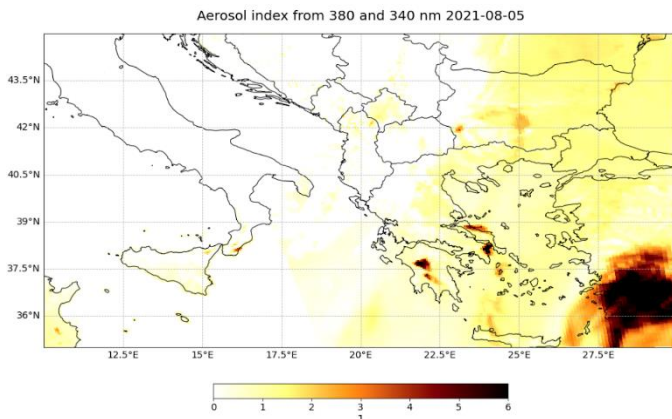 Aerosol index from 380 and 340 nm 2021-08-05
43.5°N
42°N
40.5°N
39°N
37.5°N
36°N
12.5°E 15°E 17.5°E 20°E 22.5°E 25°E 27.5°E
0 1 2 3 4 5 6
1